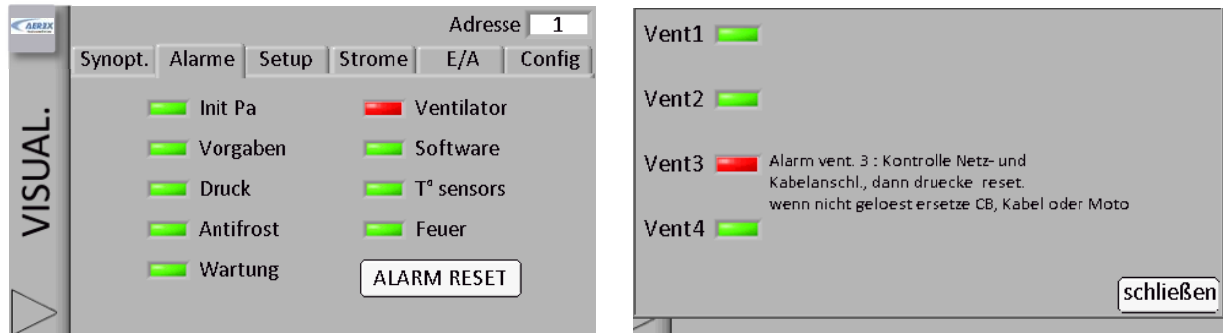 AEREX
Adresse 1
Synopt. Alarme Setup Strome E/A Config
VISUAL.
Init Pa Ventilator
Vorgaben Software
Druck Tª sensors
Antifrost Feuer
Wartung ALARM RESET
Vent1
Vent2
Vent3 Alarm vent. 3 : Kontrolle Netz- und
Kabelanschl., dann druecke reset.
wenn nicht geloest ersetze CB, Kabel oder Moto
Vent4
schließen